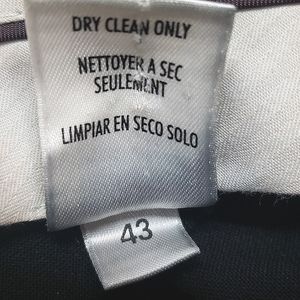 DRY CLEAN ONLY
NETTOYER A SEC
SEULEMENT
LIMPIAR EN SECO SOLO
43